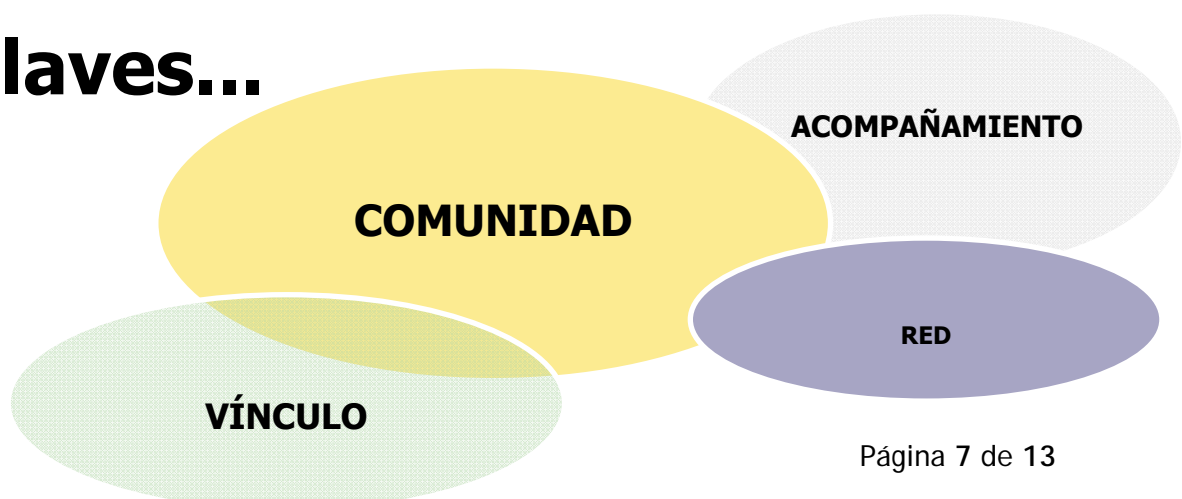 laves...
ACOMPAÑAMIENTO
COMUNIDAD
RED
VÍNCULO
Página 7 de 13